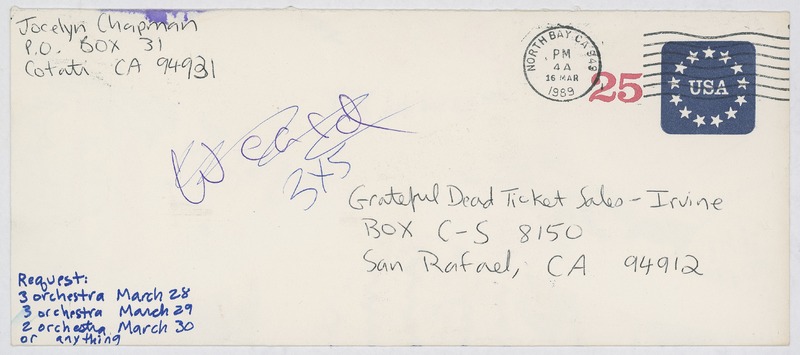 Jocelyn Chapman
P.O. BOX 31
Cotati CA 94931
NORTH BAY, CA 949
PM
4A
16 MAR
1989
25
USA
3x5
Grateful Dead Ticket Sales - Irvine
BOX C-S 8150
San Rafael, CA 94912
Request:
3 orchestra March 28
3 orchestra March 29
2 orchestra March 30
or anything